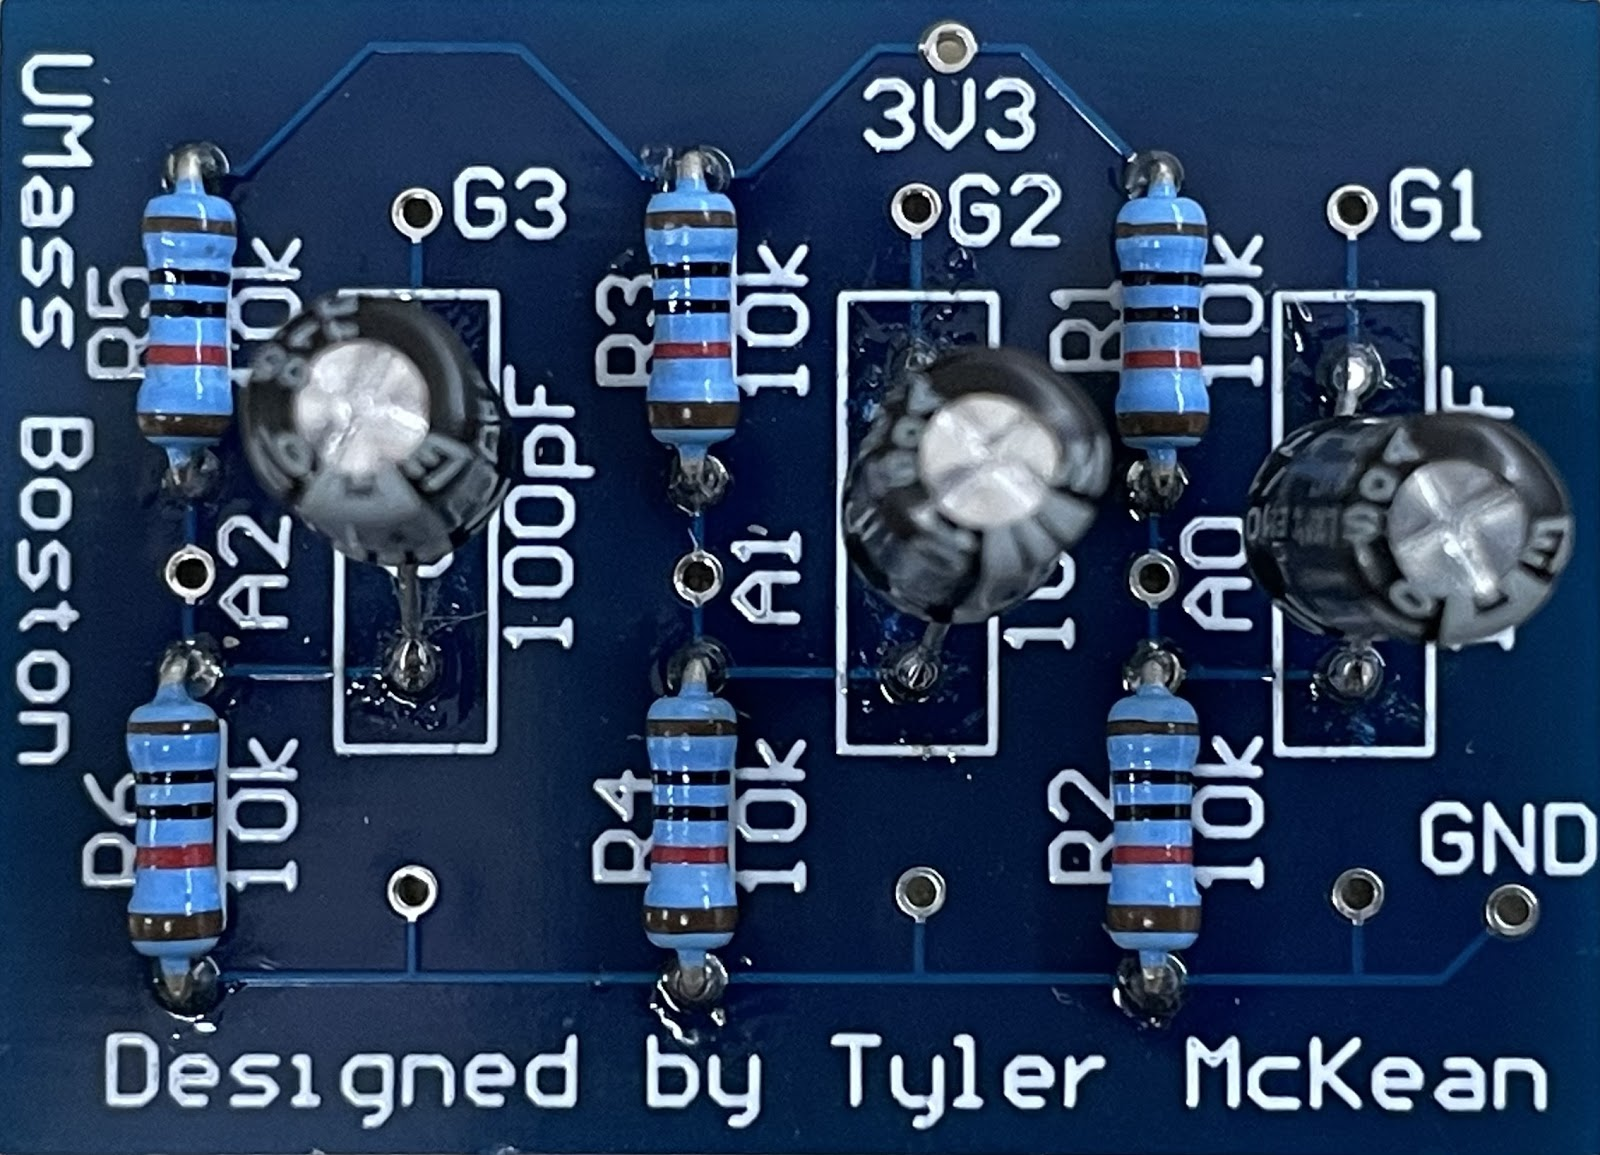 UMass Boston
3V3
G3
G2
G1
R5
10k
R3
10k
R1
10k
100pF
A2
A1
A0
R6
10k
R4
10k
R2
10k
GND
Designed by Tyler McKean